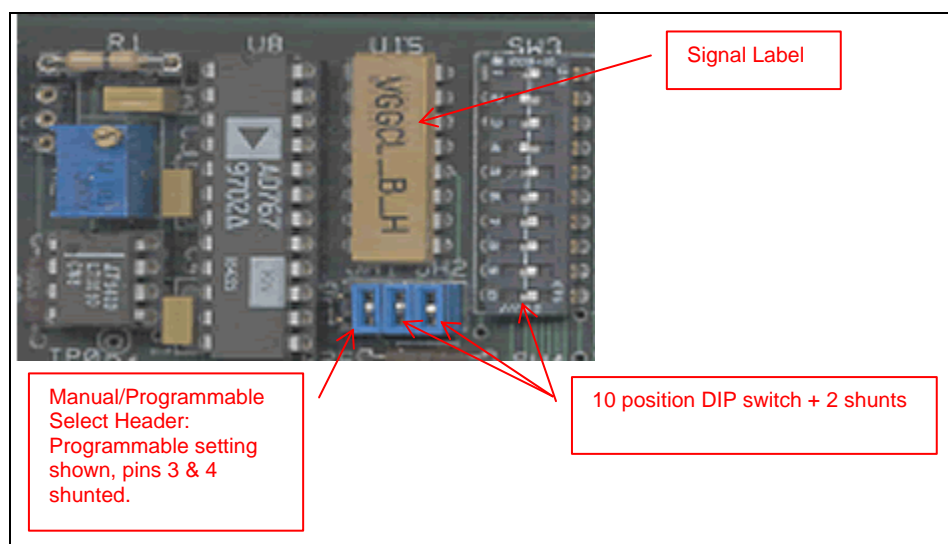 R1
U8
U15
SW3
Signal Label
VGGCL_B_H
AD767
9702A
Manual/Programmable
Select Header:
Programmable setting
shown, pins 3 & 4
shunted.
10 position DIP switch + 2 shunts